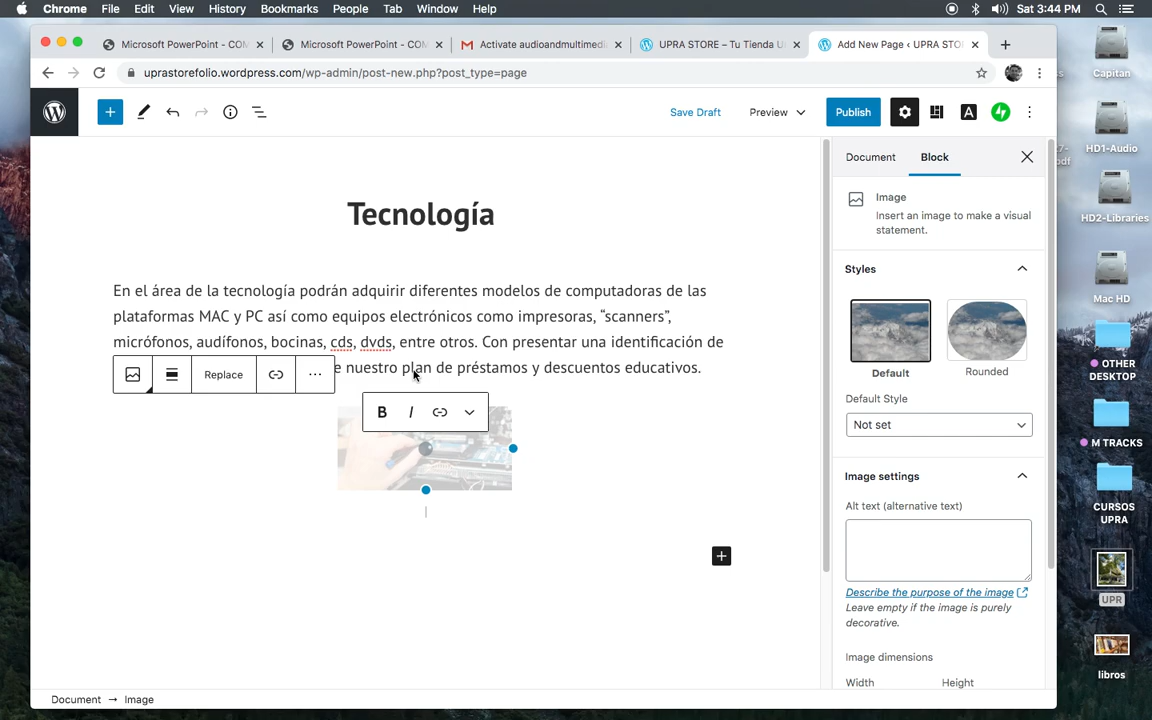 Chrome File Edit View History Bookmarks People Tab Window Help Sat 3:44 PM
Microsoft PowerPoint - COM Microsoft PowerPoint - COM Activate audioandmultimedi UPRA STORE – Tu Tienda U Add New Page ‹ UPRA STO
uprastorefolio.wordpress.com/wp-admin/post-new.php?post_type=page
Save Draft Preview Publish
Tecnología
En el área de la tecnología podrán adquirir diferentes modelos de computadoras de las
plataformas MAC y PC así como equipos electrónicos como impresoras, “scanners”,
micrófonos, audífonos, bocinas, cds, dvds, entre otros. Con presentar una identificación de
e nuestro plan de préstamos y descuentos educativos.
Replace
B I
Document Block
Image
Insert an image to make a visual
statement.
Styles
Default Rounded
Default Style
Not set
Image settings
Alt text (alternative text)
Describe the purpose of the image
Leave empty if the image is purely
decorative.
Image dimensions
Width Height
Document → Image
Capitan
HD1-Audio
HD2-Libraries
Mac HD
OTHER
DESKTOP
M TRACKS
CURSOS
UPRA
UPR
libros